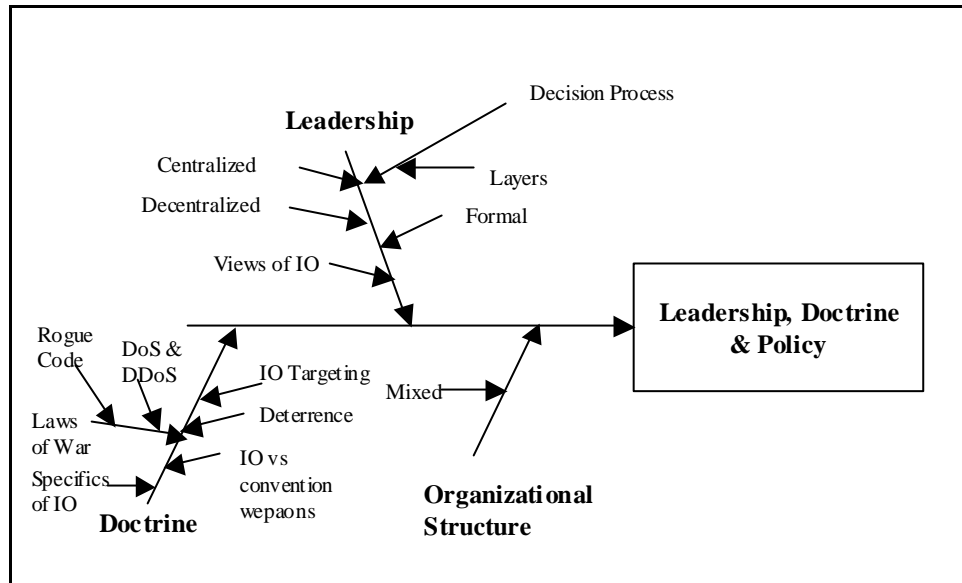 Decision Process
Leadership
Centralized
Layers
Decentralized
Formal
Views of IO
Leadership, Doctrine
& Policy
Rogue
Code
DoS &
DDoS
IO Targeting
Mixed
Deterrence
Laws
of War
IO vs
convention
wepaons
Specifics
of IO
Doctrine
Organizational
Structure